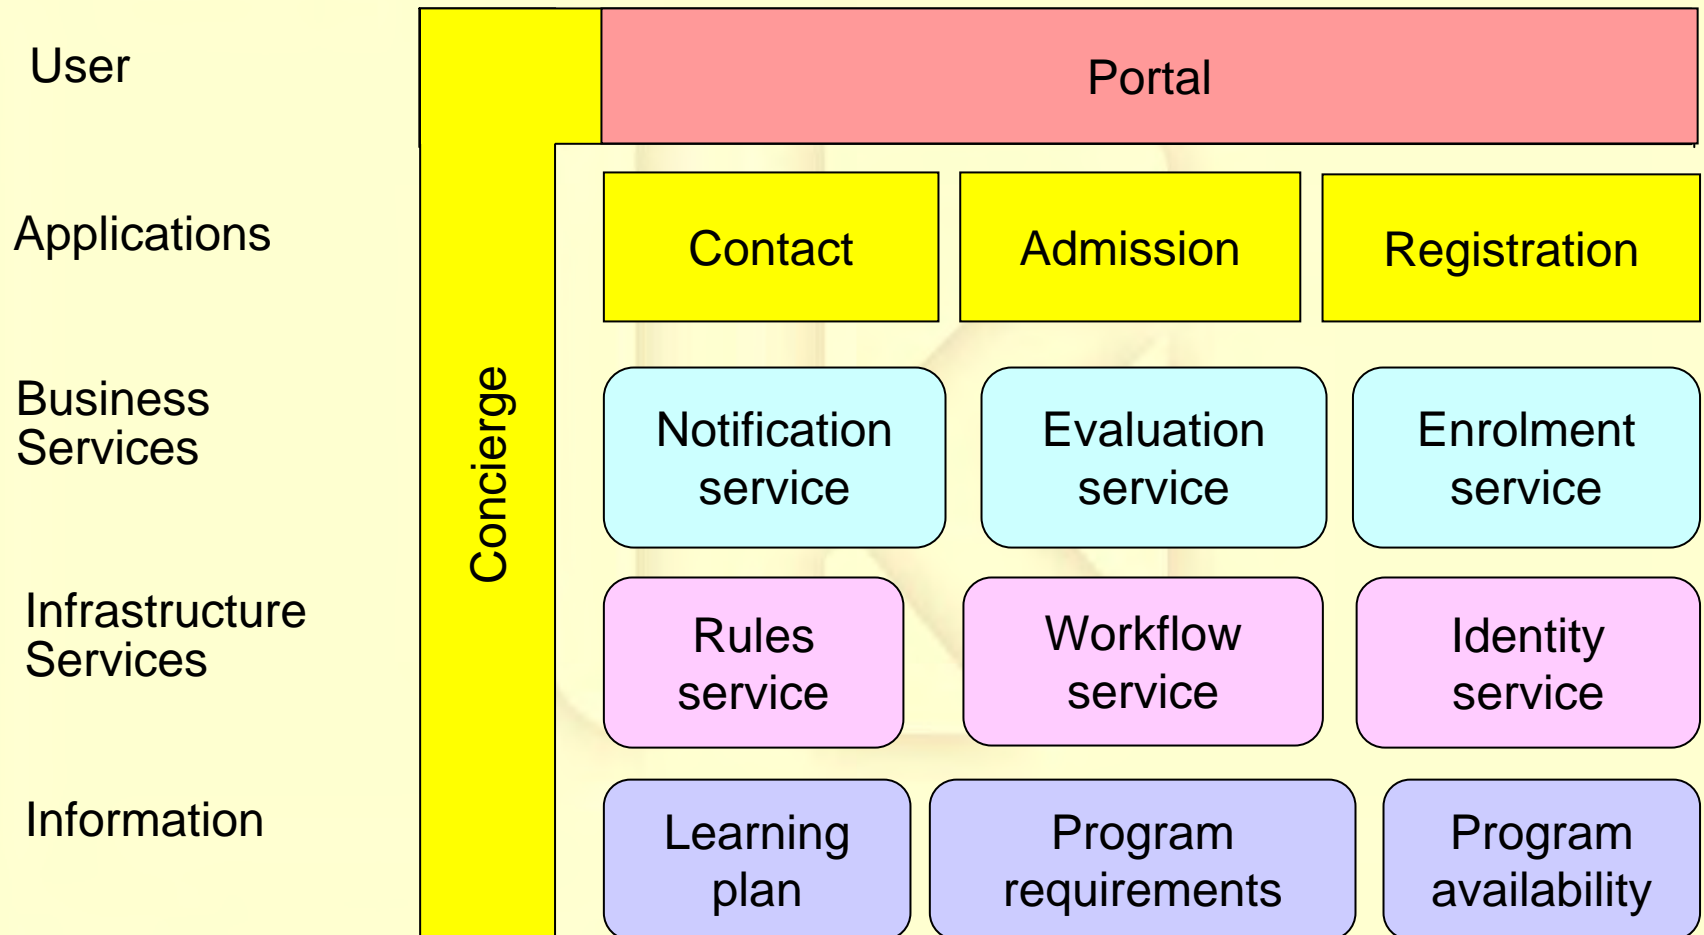 User
Portal
Applications
Contact
Admission
Registration
Concierge
Business
Services
Notification
service
Evaluation
service
Enrolment
service
Infrastructure
Services
Rules
service
Workflow
service
Identity
service
Information
Learning
plan
Program
requirements
Program
availability